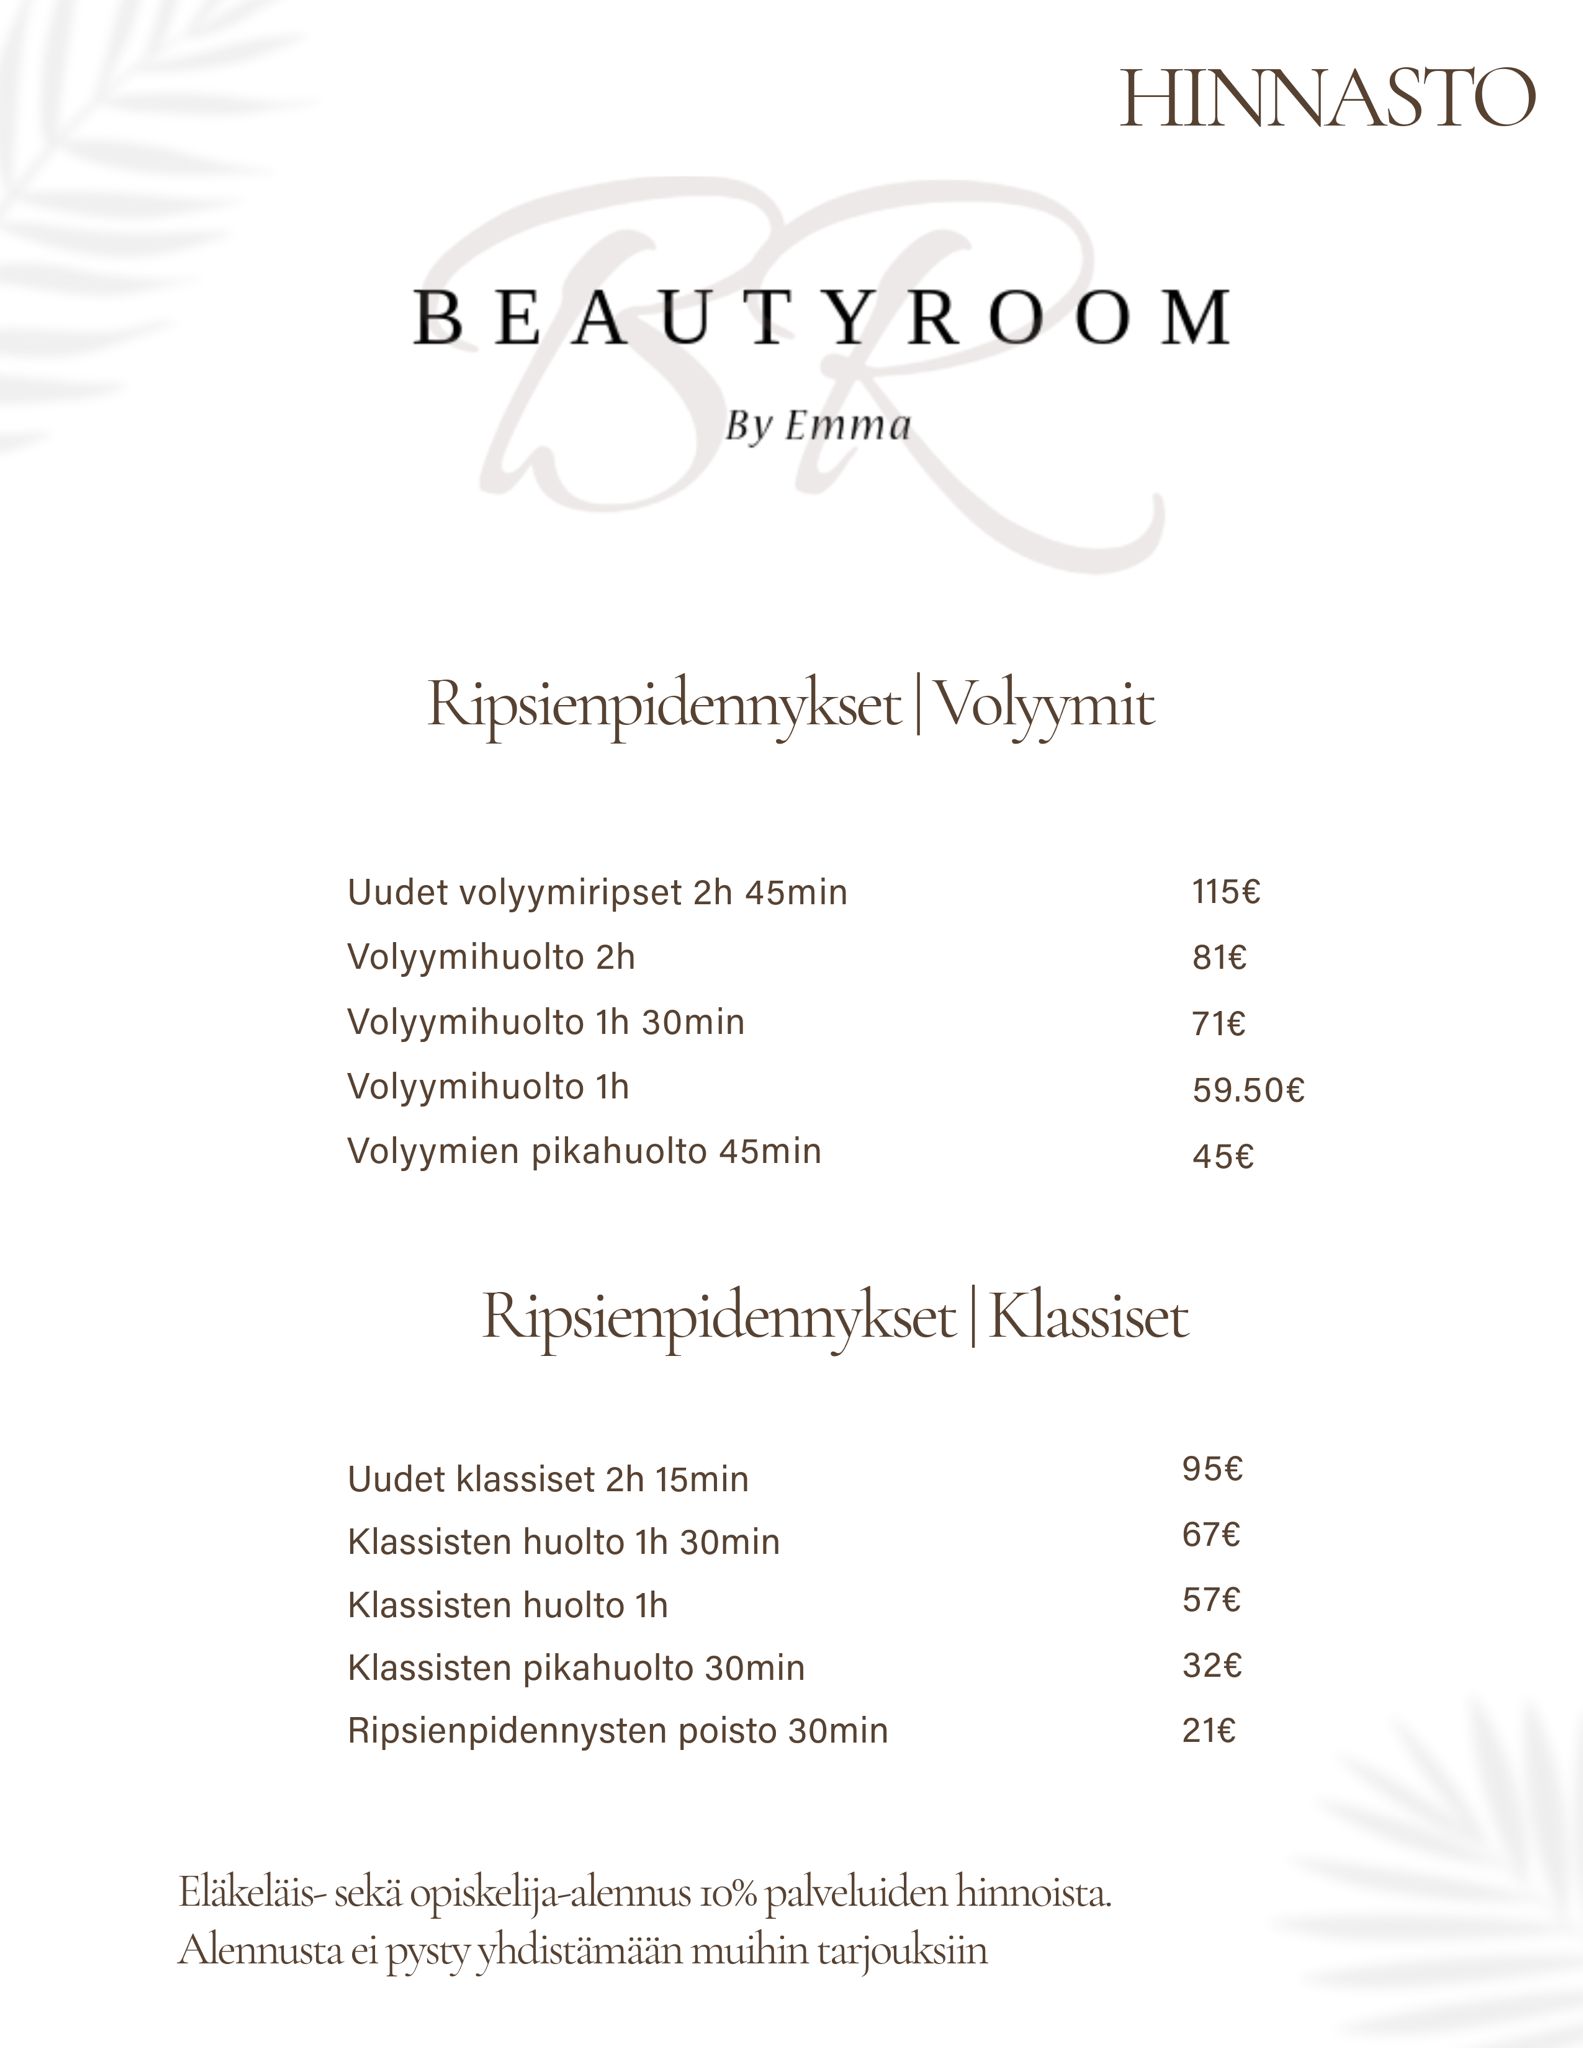 HINNASTO
BR
BEAUTYROOM
By Emma
Ripsienpidennykset | Volyymit
Uudet volyymiripset 2h 45min 115€
Volyymihuolto 2h 81€
Volyymihuolto 1h 30min 71€
Volyymihuolto 1h 59.50€
Volyymien pikahuolto 45min 45€
Ripsienpidennykset | Klassiset
Uudet klassiset 2h 15min 95€
Klassisten huolto 1h 30min 67€
Klassisten huolto 1h 57€
Klassisten pikahuolto 30min 32€
Ripsienpidennysten poisto 30min 21€
Eläkeläis- sekä opiskelija-alennus 10% palveluiden hinnoista.
Alennusta ei pysty yhdistämään muihin tarjouksiin